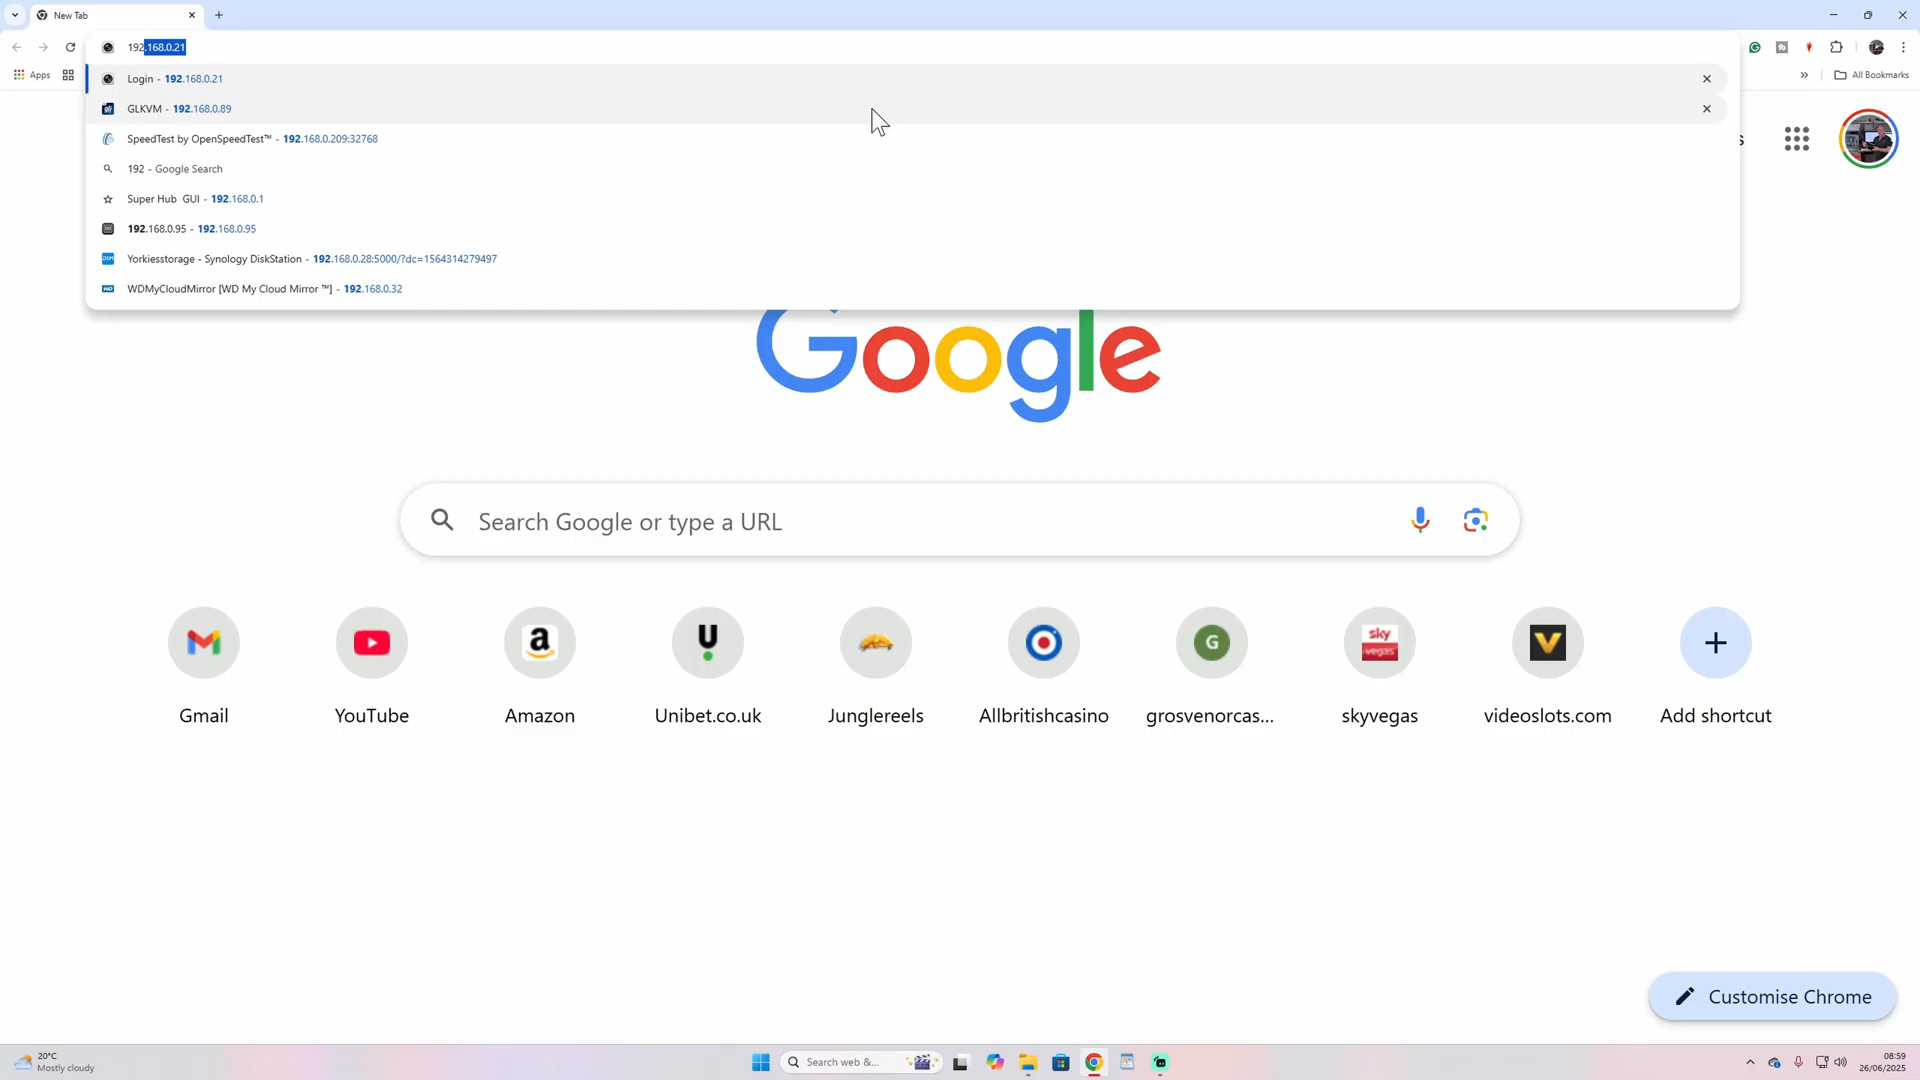 New Tab
192.168.0.21
Apps
All Bookmarks
Login - 192.168.0.21
GLKVM - 192.168.0.89
SpeedTest by OpenSpeedTest™ - 192.168.0.209:32768
192 - Google Search
Super Hub GUI - 192.168.0.1
192.168.0.95 - 192.168.0.95
Yorkiesstorage - Synology DiskStation - 192.168.0.28:5000/?dc=1564314279497
WDMyCloudMirror [WD My Cloud Mirror ™] - 192.168.0.32
Google
Search Google or type a URL
Gmail
YouTube
Amazon
Unibet.co.uk
Junglereels
Allbritishcasino
grosvenorcas...
skyvegas
videoslots.com
Add shortcut
Customise Chrome
20°C
Mostly cloudy
Search web &...
08:59
26/06/2025